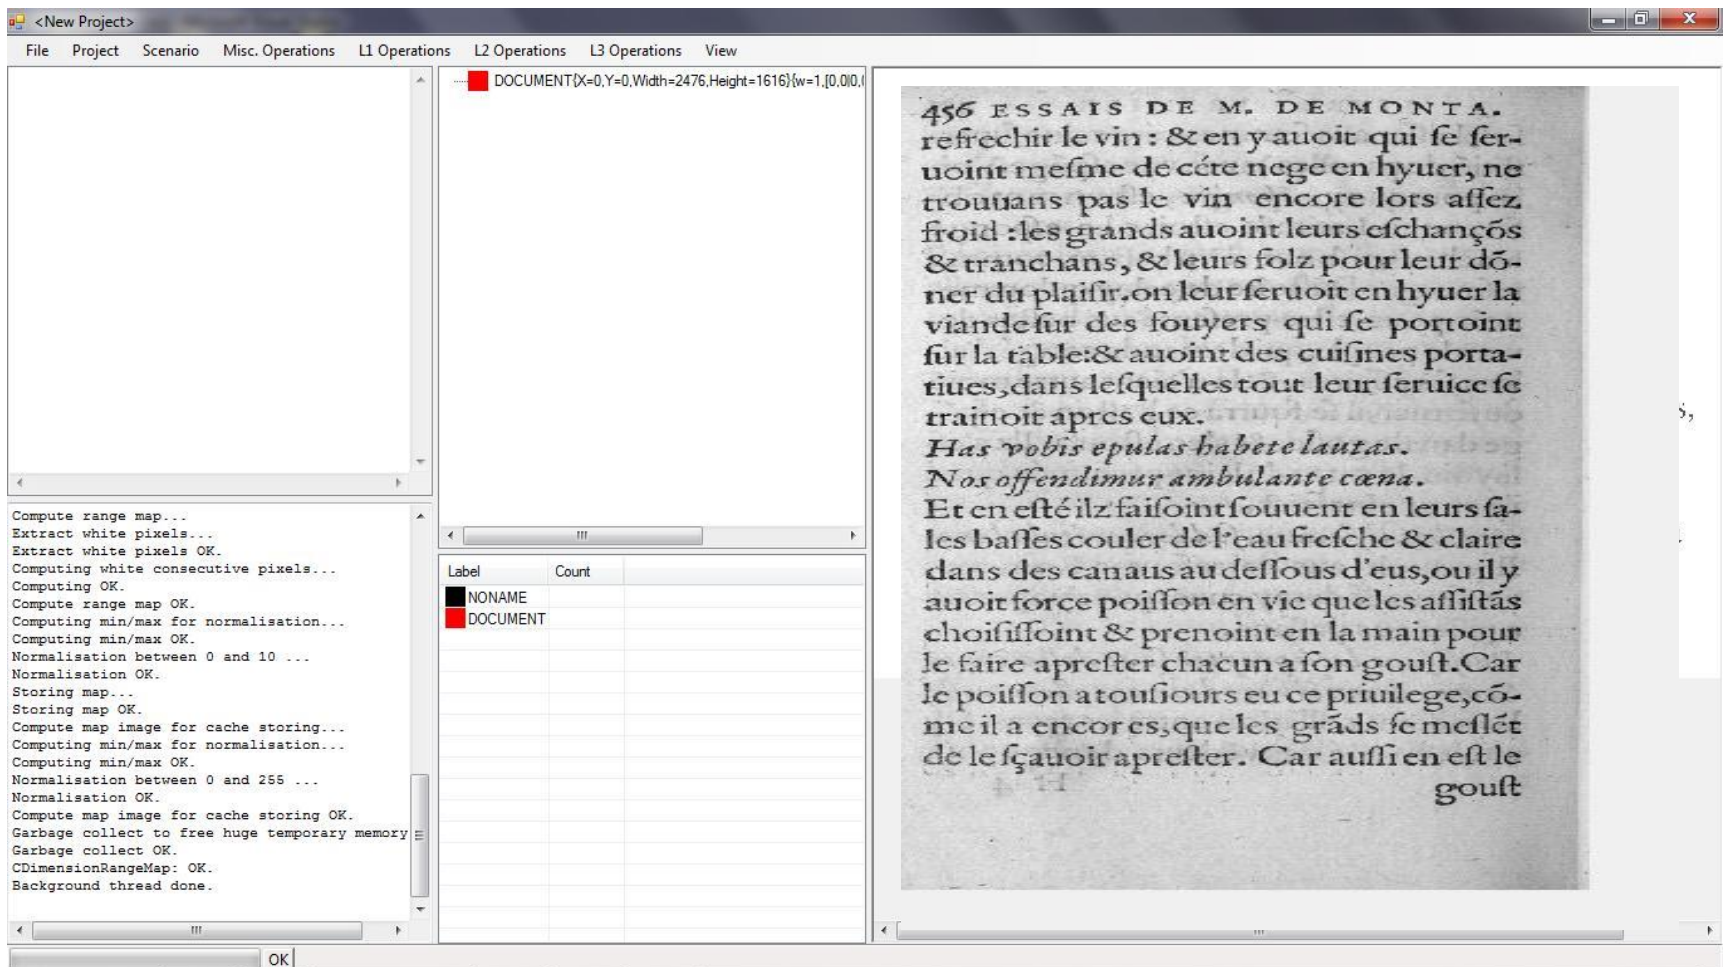 <New Project>
File Project Scenario Misc. Operations L1 Operations L2 Operations L3 Operations View
Compute range map...
Extract white pixels...
Extract white pixels OK.
Computing white consecutive pixels...
Computing OK.
Compute range map OK.
Computing min/max for normalisation...
Computing min/max OK.
Normalisation between 0 and 10 ...
Normalisation OK.
Storing map...
Storing map OK.
Compute map image for cache storing...
Computing min/max for normalisation...
Computing min/max OK.
Normalisation between 0 and 255 ...
Normalisation OK.
Compute map image for cache storing OK.
Garbage collect to free huge temporary memory
Garbage collect OK.
CDimensionRangeMap: OK.
Background thread done.
OK
DOCUMENT{X=0,Y=0,Width=2476,Height=1616}{w=1,[0,0|0,(
Label Count
NONAME
DOCUMENT
456 ESSAIS DE M. DE MONTA.
refrechir le vin : & en y auoit qui ſe ſer-
uoint meſme de céte nege en hyuer, ne
trouuans pas le vin encore lors aſſez
froid :les grands auoint leurs eſchançõs
& tranchans, & leurs folz pour leur dõ-
ner du plaiſir.on leur ſeruoit en hyuer la
viande ſur des fouyers qui ſe portoint
ſur la table:& auoint des cuiſines porta-
tiues,dans leſquelles tout leur ſeruice ſe
trainoit apres eux.
Has vobis epulas habete lautas.
Nos offendimur ambulante cœna.
Et en eſté ilz faiſoint ſouuent en leurs ſa-
les baſſes couler de l'eau freſche & claire
dans des canaus au deſſous d'eus,ou il y
auoit force poiſſon en vie que les aſſiſtãs
choiſiſſoint & prenoint en la main pour
le faire apreſter chacun a ſon gouſt.Car
le poiſſon a touſiours eu ce priuilege,cõ-
me il a encor es,que les grãds ſe meſlẽt
de le ſçauoir apreſter. Car auſſi en eſt le
gouſt
s,